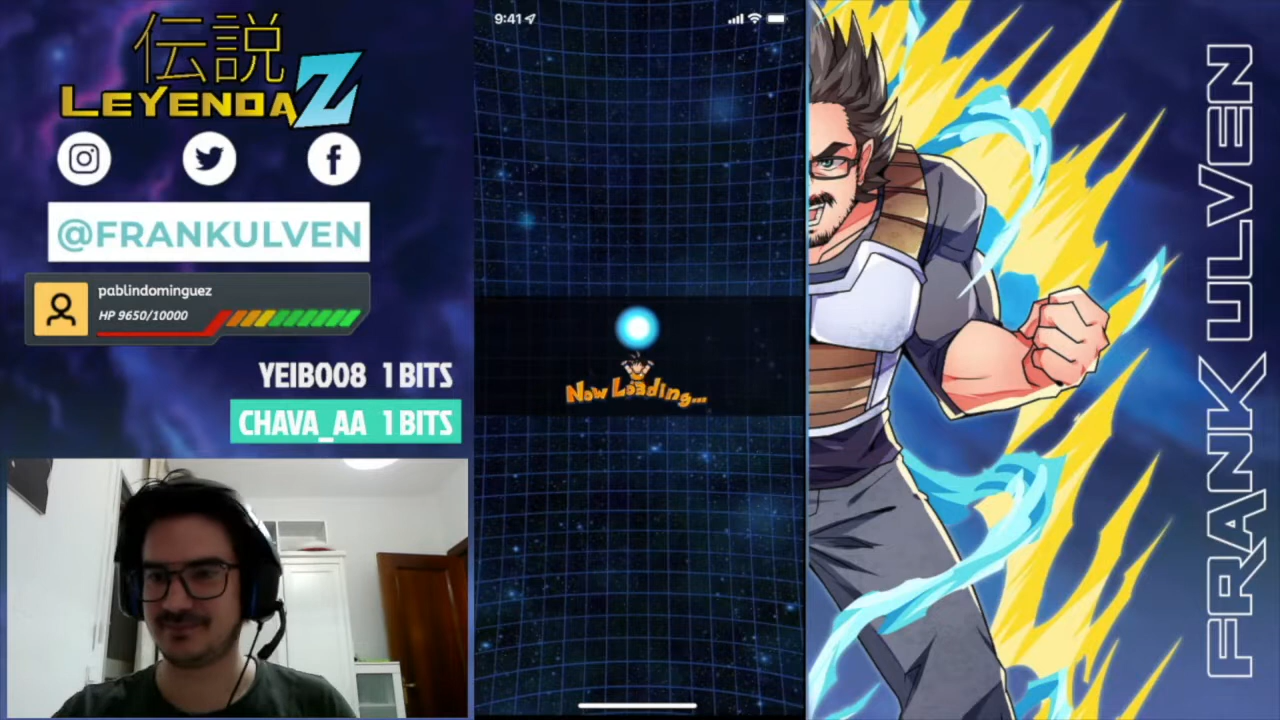 伝説
LEYENDAZ
@FRANKULVEN
pablindominguez
HP 9650/10000
YEIBO08 1 BITS
CHAVA_AA 1 BITS
9:41
Now Loading...
FRANK ULVEN